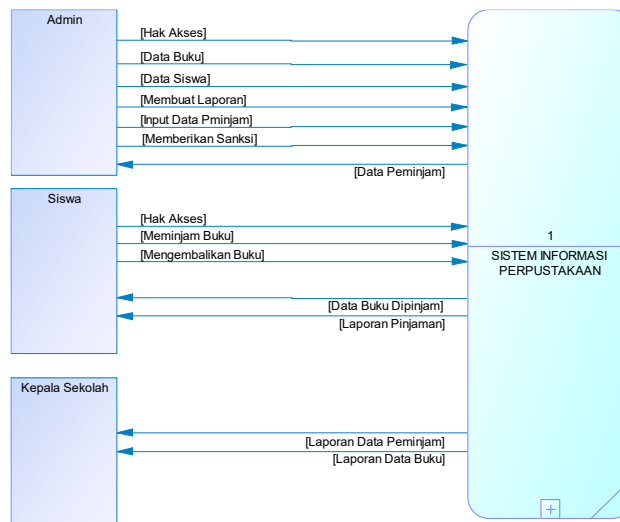 Admin
[Hak Akses]
[Data Buku]
[Data Siswa]
[Membuat Laporan]
[Input Data Pminjam]
[Memberikan Sanksi]
[Data Peminjam]
Siswa
[Hak Akses]
[Meminjam Buku]
[Mengembalikan Buku]
[Data Buku Dipinjam]
[Laporan Pinjaman]
Kepala Sekolah
[Laporan Data Peminjam]
[Laporan Data Buku]
1
SISTEM INFORMASI
PERPUSTAKAAN